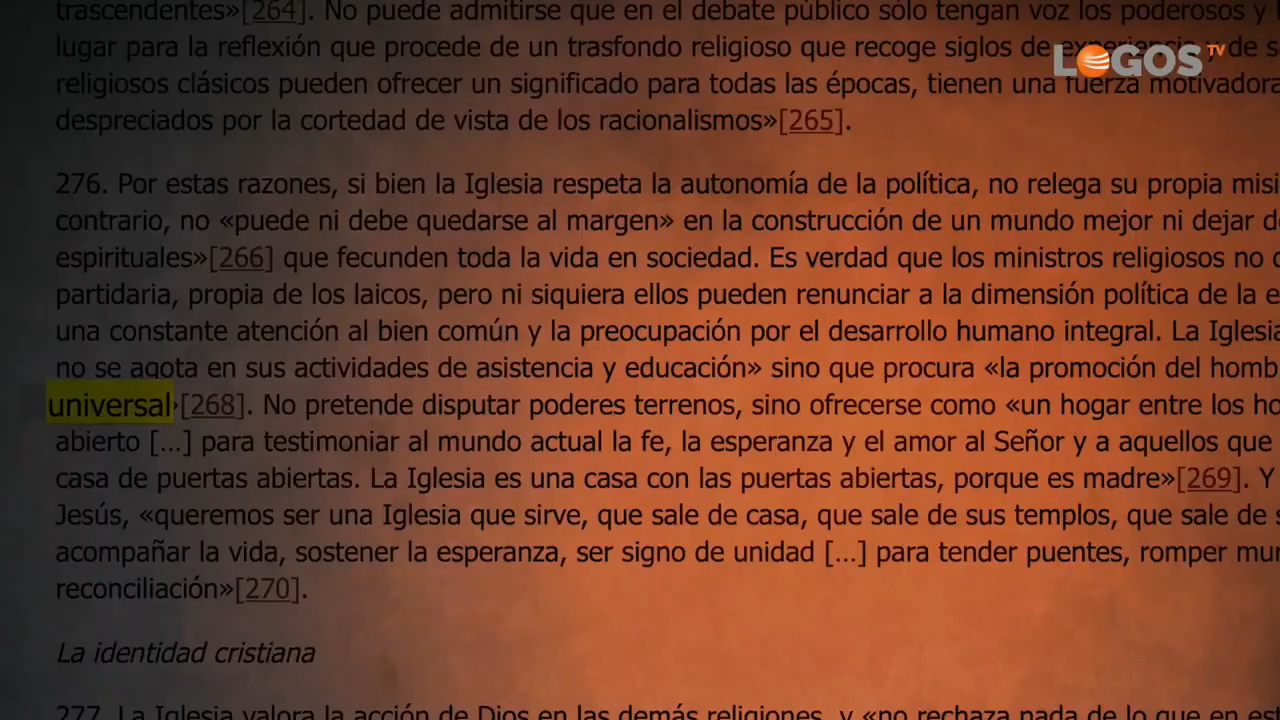 trascendentes»[264]. No puede admitirse que en el debate público sólo tengan voz los poderosos y
lugar para la reflexión que procede de un trasfondo religioso que recoge siglos de experiencia y de s
LOGOS TV
religiosos clásicos pueden ofrecer un significado para todas las épocas, tienen una fuerza motivadora
despreciados por la cortedad de vista de los racionalismos»[265].
276. Por estas razones, si bien la Iglesia respeta la autonomía de la política, no relega su propia misi
contrario, no «puede ni debe quedarse al margen» en la construcción de un mundo mejor ni dejar d
espirituales»[266] que fecunden toda la vida en sociedad. Es verdad que los ministros religiosos no
partidaria, propia de los laicos, pero ni siquiera ellos pueden renunciar a la dimensión política de la e
una constante atención al bien común y la preocupación por el desarrollo humano integral. La Iglesia
no se agota en sus actividades de asistencia y educación» sino que procura «la promoción del homb
universal»[268]. No pretende disputar poderes terrenos, sino ofrecerse como «un hogar entre los ho
abierto [...] para testimoniar al mundo actual la fe, la esperanza y el amor al Señor y a aquellos que
casa de puertas abiertas. La Iglesia es una casa con las puertas abiertas, porque es madre»[269]. Y
Jesús, «queremos ser una Iglesia que sirve, que sale de casa, que sale de sus templos, que sale de s
acompañar la vida, sostener la esperanza, ser signo de unidad [...] para tender puentes, romper mur
reconciliación»[270].
La identidad cristiana
277. La Iglesia valora la acción de Dios en las demás religiones, y «no rechaza nada de lo que en est